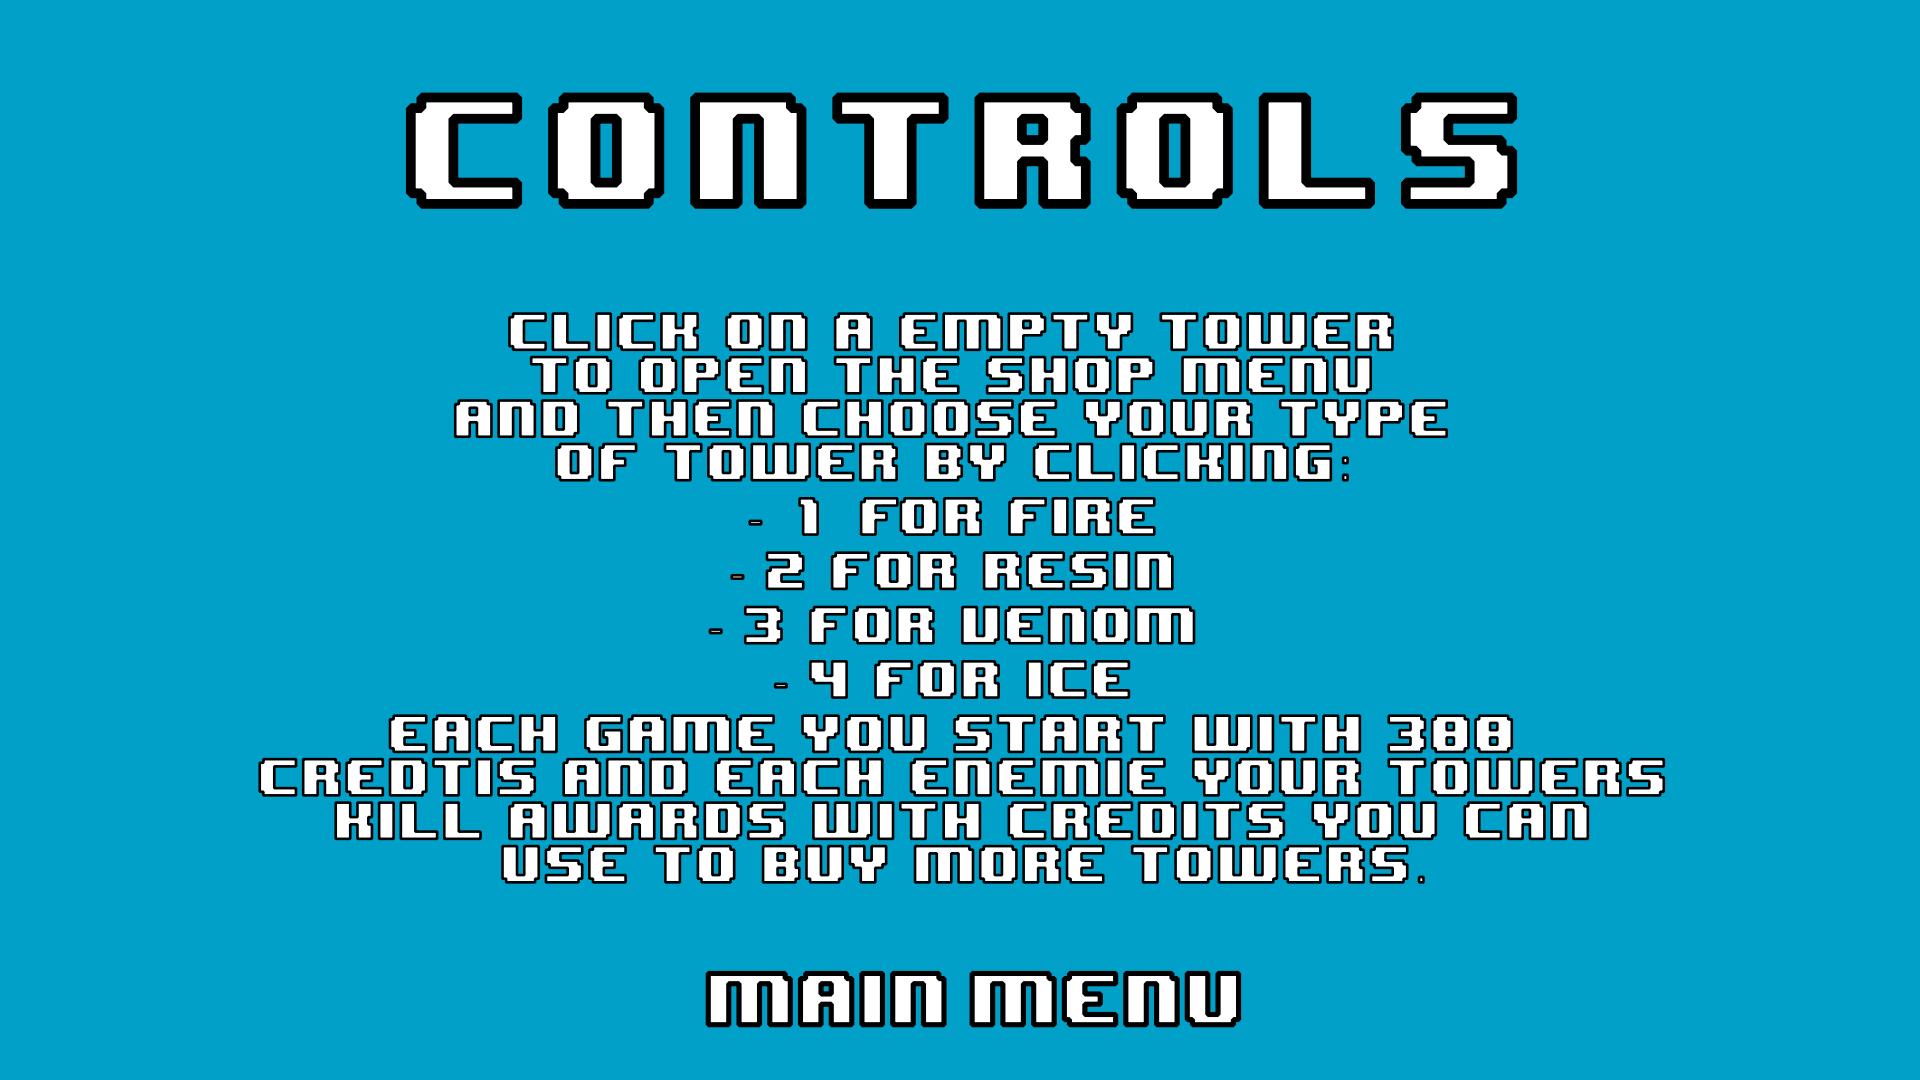 CONTROLS
CLICK ON A EMPTY TOWER
TO OPEN THE SHOP MENU
AND THEN CHOOSE YOUR TYPE
OF TOWER BY CLICKING:
- 1 FOR FIRE
- 2 FOR RESIN
- 3 FOR VENOM
- 4 FOR ICE
EACH GAME YOU START WITH 300
CREDTIS AND EACH ENEMIE YOUR TOWERS
KILL AWARDS WITH CREDITS YOU CAN
USE TO BUY MORE TOWERS.
MAIN MENU